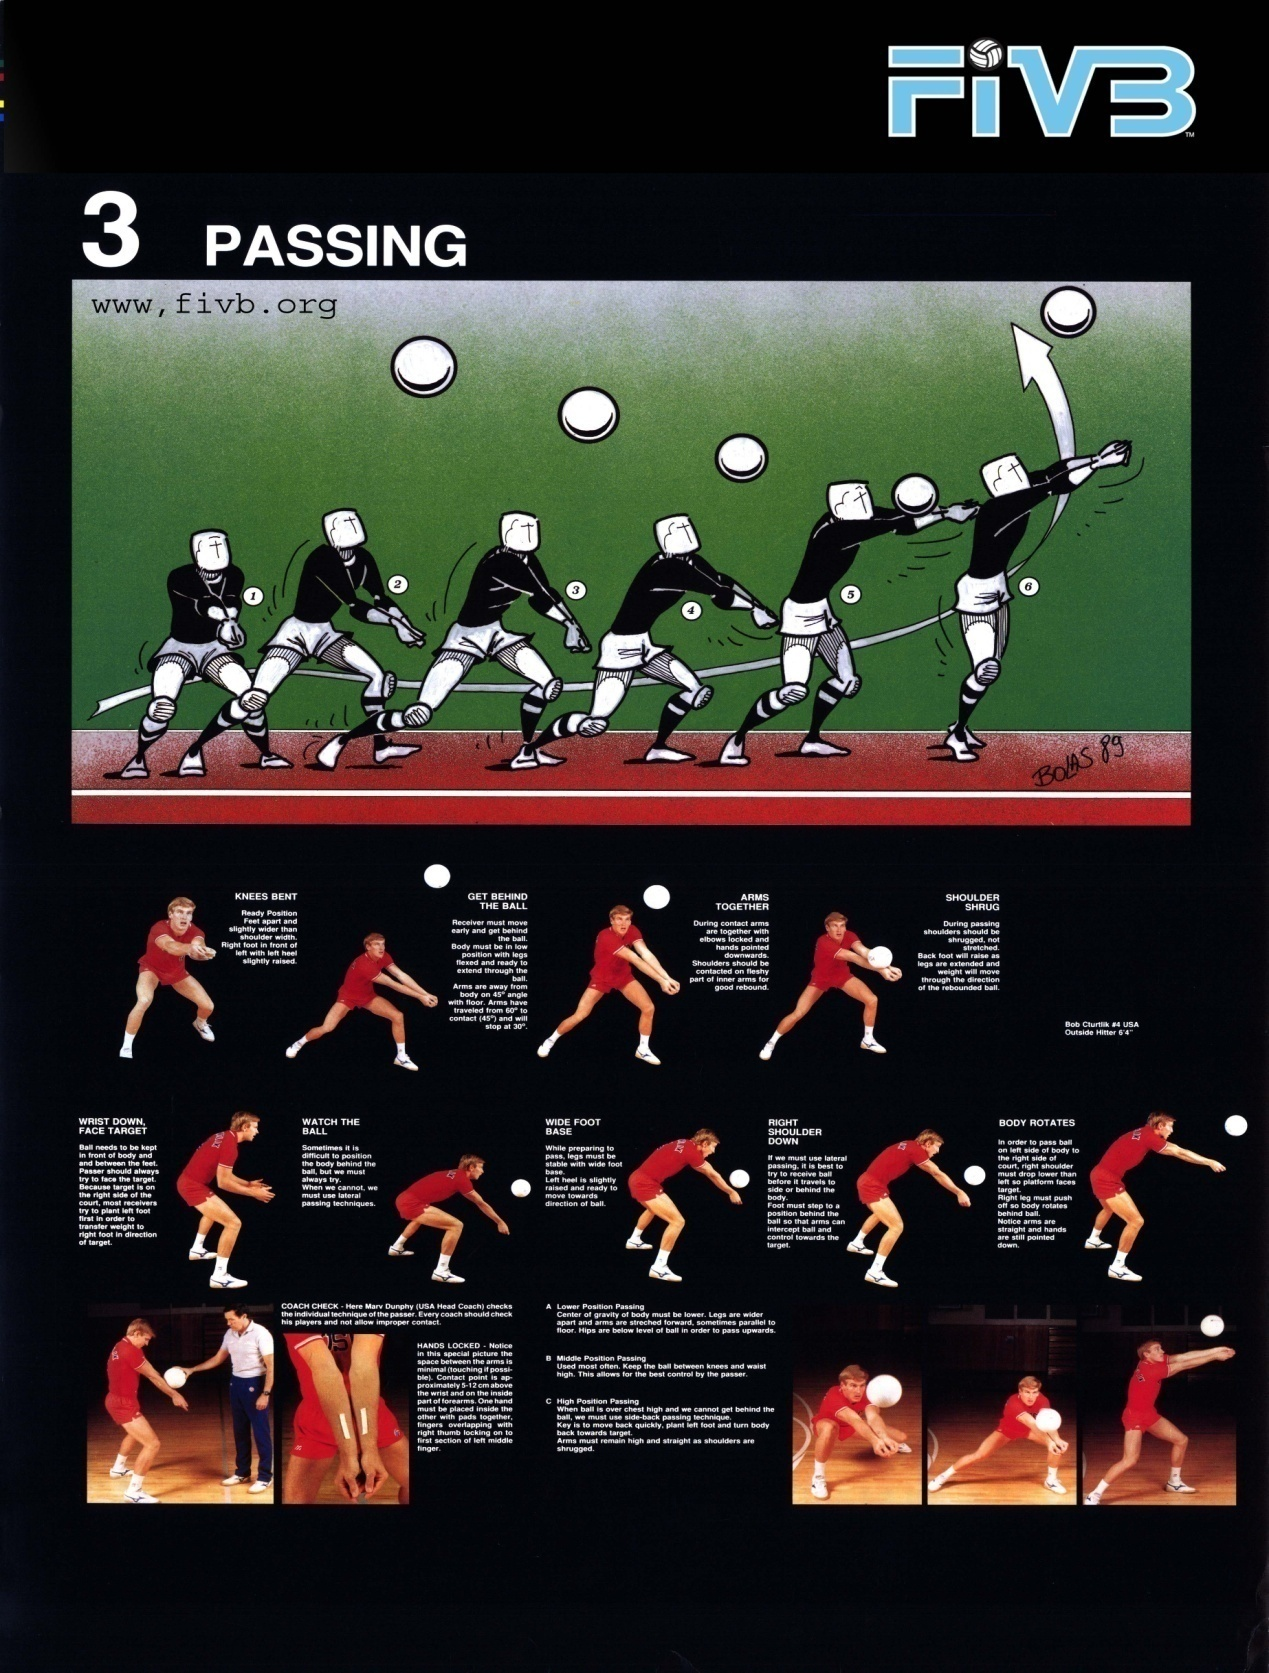 FiVB
TM
3 PASSING
www,fivb.org
1
2
3
4
5
6
BOLAS 89
KNEES BENT
Ready Position
Feet apart and
slightly wider than
shoulder width.
Right foot in front of
left with left heel
slightly raised.
GET BEHIND
THE BALL
Receiver must move
early and get behind
the ball.
Body must be in low
position with legs
flexed and ready to
extend through the
ball.
Arms are away from
body on 45° angle
with floor. Arms have
traveled from 60° to
contact (45°) and will
stop at 30°.
ARMS
TOGETHER
During contact arms
are together with
elbows locked and
hands pointed
downwards.
Shoulders should be
contacted on fleshy
part of inner arms for
good rebound.
SHOULDER
SHRUG
During passing
shoulders should be
shrugged, not
stretched.
Back foot will raise as
legs are extended and
weight will move
through the direction
of the rebounded ball.
Bob Cturtlik #4 USA
Outside Hitter 6'4"
WRIST DOWN,
FACE TARGET
Ball needs to be kept
in front of body and
and between the feet.
Passer should always
try to face the target.
Because target is on
the right side of the
court, most receivers
try to plant left foot
first in order to
transfer weight to
right foot in direction
of target.
WATCH THE
BALL
Sometimes it is
difficult to position
the body behind the
ball, but we must
always try.
When we cannot, we
must use lateral
passing techniques.
WIDE FOOT
BASE
While preparing to
pass, legs must be
stable with wide foot
base.
Left heel is slightly
raised and ready to
move towards
direction of ball.
RIGHT
SHOULDER
DOWN
If we must use lateral
passing, it is best to
try to receive ball
before it travels to
side or behind the
body.
Foot must step to a
position behind the
ball so that arms can
intercept ball and
control towards the
target.
BODY ROTATES
In order to pass ball
on left side of body to
the right side of
court, right shoulder
must drop lower than
left so platform faces
target.
Right leg must push
off so body rotates
behind ball.
Notice arms are
straight and hands
are still pointed
down.
COACH CHECK - Here Marv Dunphy (USA Head Coach) checks
the individual technique of the passer. Every coach should check
his players and not allow improper contact.
HANDS LOCKED - Notice
in this special picture the
space between the arms is
minimal (touching if possi-
ble). Contact point is ap-
proximately 5-12 cm above
the wrist and on the inside
part of forearms. One hand
must be placed inside the
other with pads together,
fingers overlapping with
right thumb locking on to
first section of left middle
finger.
A Lower Position Passing
Center of gravity of body must be lower. Legs are wider
apart and arms are streched forward, sometimes parallel to
floor. Hips are below level of ball in order to pass upwards.
B Middle Position Passing
Used most often. Keep the ball between knees and waist
high. This allows for the best control by the passer.
C High Position Passing
When ball is over chest high and we cannot get behind the
ball, we must use side-back passing technique.
Key is to move back quickly, plant left foot and turn body
back towards target.
Arms must remain high and straight as shoulders are
shrugged.